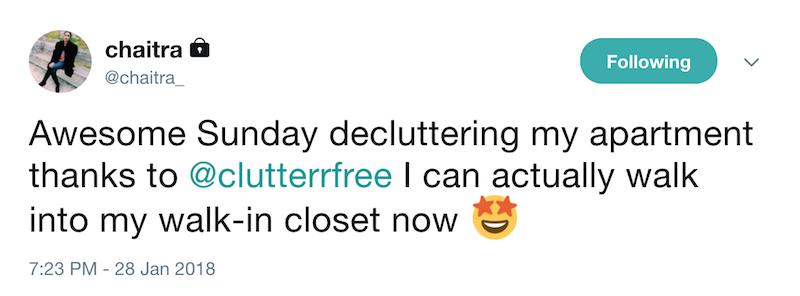 chaitra
@chaitra_
Following
Awesome Sunday decluttering my apartment
thanks to @clutterrfree I can actually walk
into my walk-in closet now 🤩
7:23 PM - 28 Jan 2018